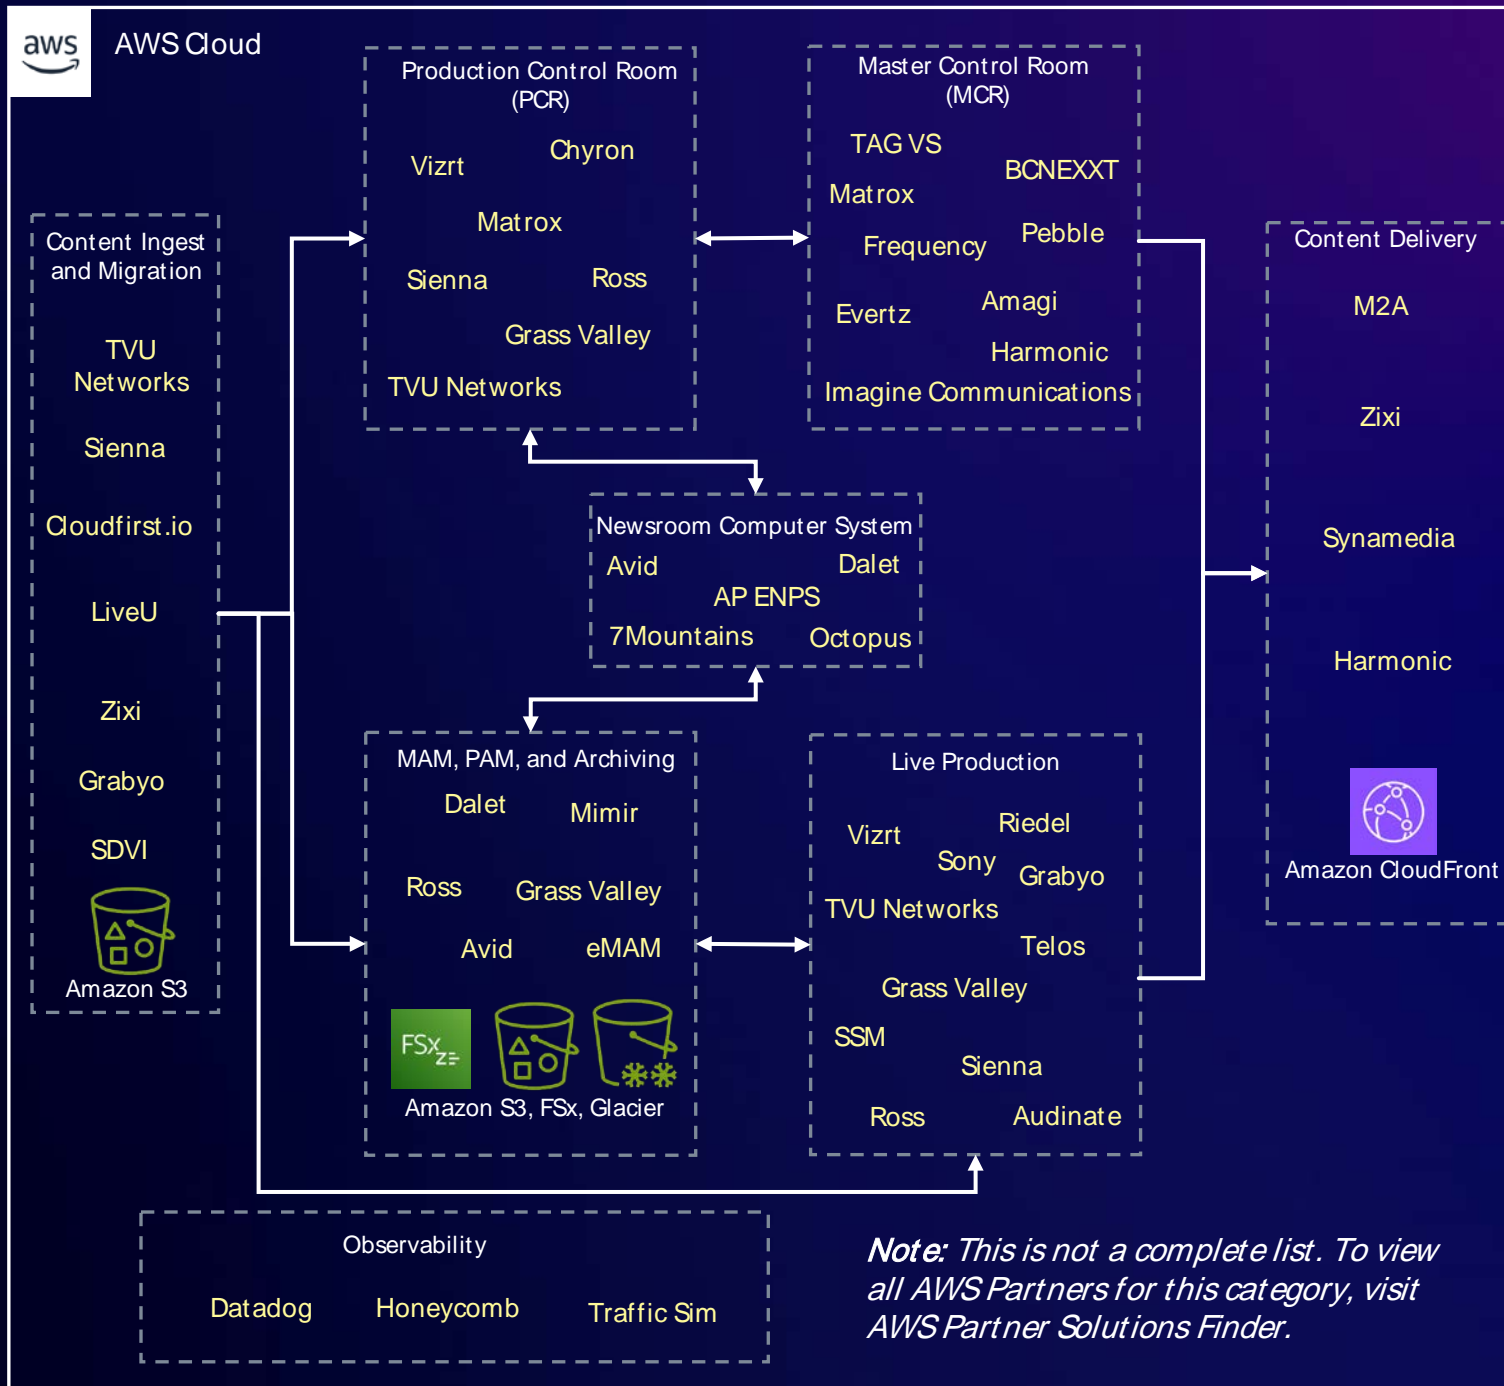 aws
AWS Cloud
Content Ingest
and Migration
TVU
Networks
Sienna
Cloudfirst.io
LiveU
Zixi
Grabyo
SDVI
Amazon S3
Production Control Room
(PCR)
Vizrt
Chyron
Matrox
Sienna
Ross
Grass Valley
TVU Networks
Master Control Room
(MCR)
TAG VS
BCNEXXT
Matrox
Frequency
Pebble
Evertz
Amagi
Harmonic
Imagine Communications
Newsroom Computer System
Avid
Dalet
AP ENPS
7Mountains
Octopus
MAM, PAM, and Archiving
Dalet
Mimir
Ross
Grass Valley
Avid
eMAM
FSx
Z
Amazon S3, FSx, Glacier
Live Production
Vizrt
Riedel
Sony
Grabyo
TVU Networks
Telos
Grass Valley
SSM
Sienna
Ross
Audinate
Content Delivery
M2A
Zixi
Synamedia
Harmonic
Amazon CloudFront
Observability
Datadog
Honeycomb
Traffic Sim
Note: This is not a complete list. To view
all AWS Partners for this category, visit
AWS Partner Solutions Finder.